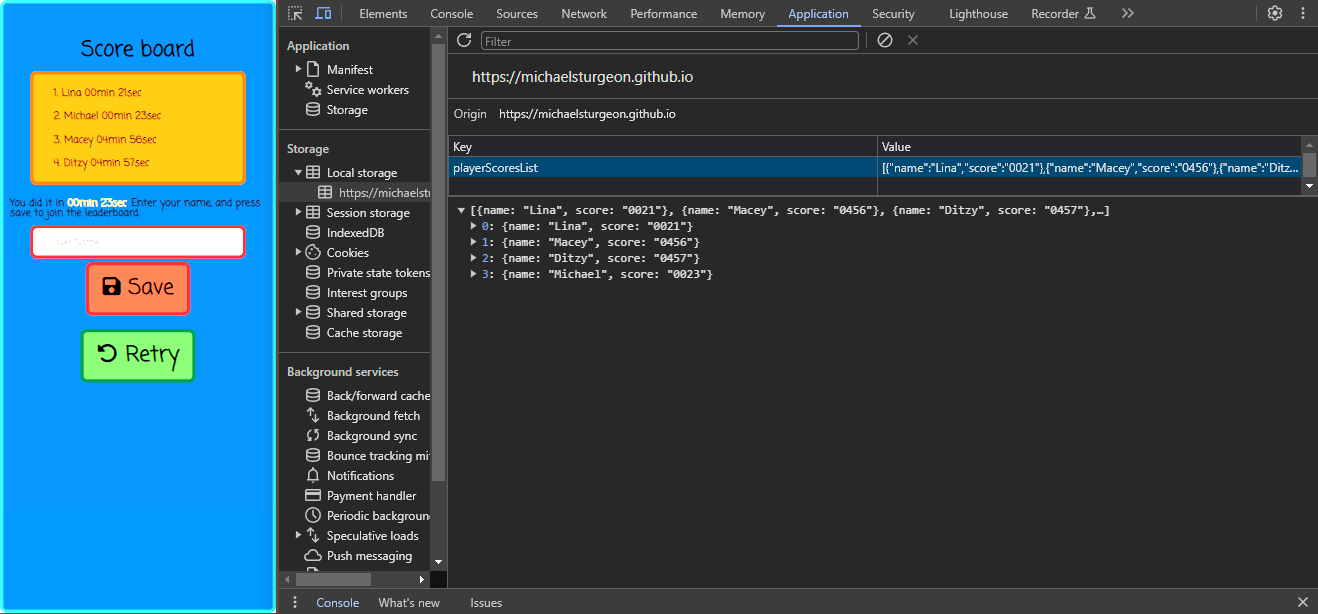 Score board
1. Lina 00min 21sec
2. Michael 00min 23sec
3. Macey 04min 56sec
4. Ditzy 04min 57sec
You did it in 00min 23sec Enter your name, and press
save to join the leaderboard.
Save
Retry
Elements Console Sources Network Performance Memory Application Security Lighthouse Recorder
Application
Manifest
Service workers
Storage
Storage
Local storage
https://michaelstu
Session storage
IndexedDB
Cookies
Private state tokens
Interest groups
Shared storage
Cache storage
Background services
Back/forward cache
Background fetch
Background sync
Bounce tracking mi
Notifications
Payment handler
Periodic backgroun
Speculative loads
Push messaging
Filter
https://michaelsturgeon.github.io
Origin https://michaelsturgeon.github.io
Key Value
playerScoresList [{"name":"Lina","score":"0021"},{"name":"Macey","score":"0456"},{"name":"Ditz...
[{name: "Lina", score: "0021"}, {name: "Macey", score: "0456"}, {name: "Ditzy", score: "0457"},…]
0: {name: "Lina", score: "0021"}
1: {name: "Macey", score: "0456"}
2: {name: "Ditzy", score: "0457"}
3: {name: "Michael", score: "0023"}
Console What's new Issues